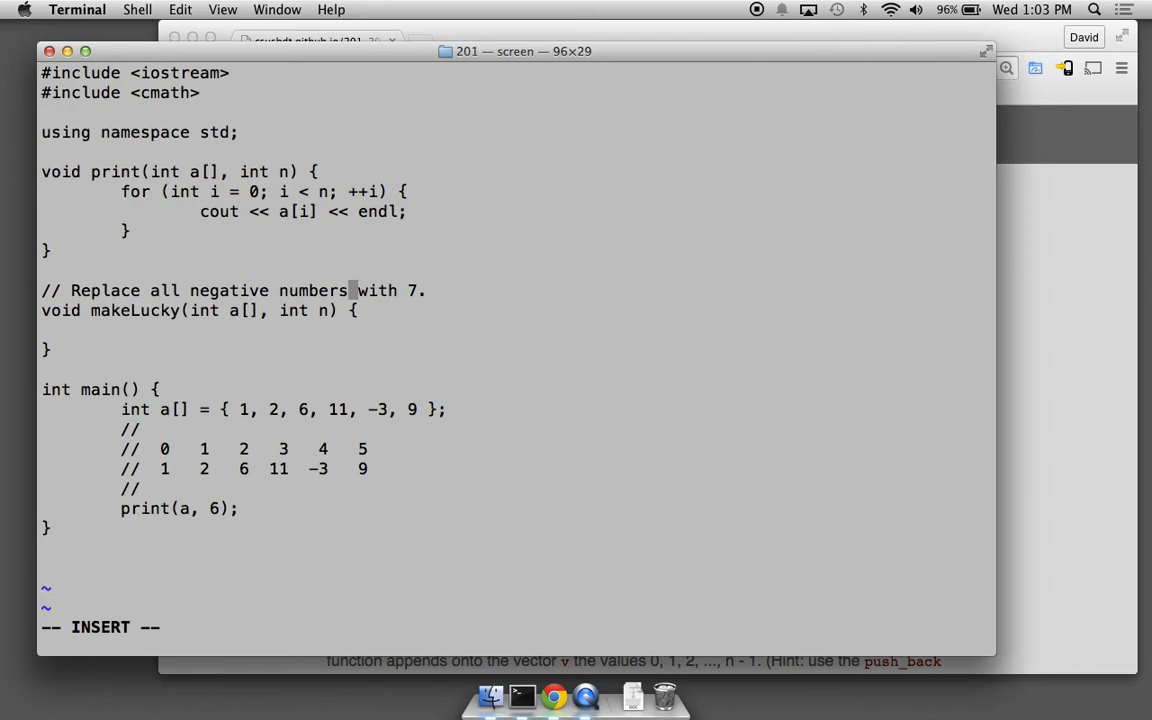 Terminal Shell Edit View Window Help 96% Wed 1:03 PM
David
201 — screen — 96×29
#include <iostream>
#include <cmath>
using namespace std;
void print(int a[], int n) {
for (int i = 0; i < n; ++i) {
cout << a[i] << endl;
}
}
// Replace all negative numbers with 7.
void makeLucky(int a[], int n) {
}
int main() {
int a[] = { 1, 2, 6, 11, -3, 9 };
//
// 0 1 2 3 4 5
// 1 2 6 11 -3 9
//
print(a, 6);
}
~
~
-- INSERT --
function appends onto the vector v the values 0, 1, 2, ..., n - 1. (Hint: use the push_back